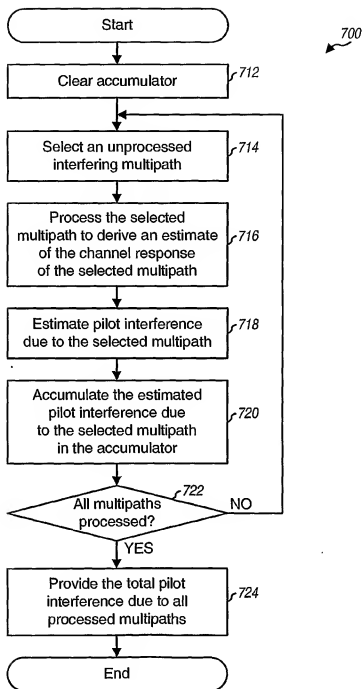 Start
700
Clear accumulator
712
Select an unprocessed
interfering multipath
714
Process the selected
multipath to derive an estimate
of the channel response
of the selected multipath
716
Estimate pilot interference
due to the selected multipath
718
Accumulate the estimated
pilot interference due
to the selected multipath
in the accumulator
720
722
All multipaths
processed?
NO
YES
Provide the total pilot
interference due to all
processed multipaths
724
End